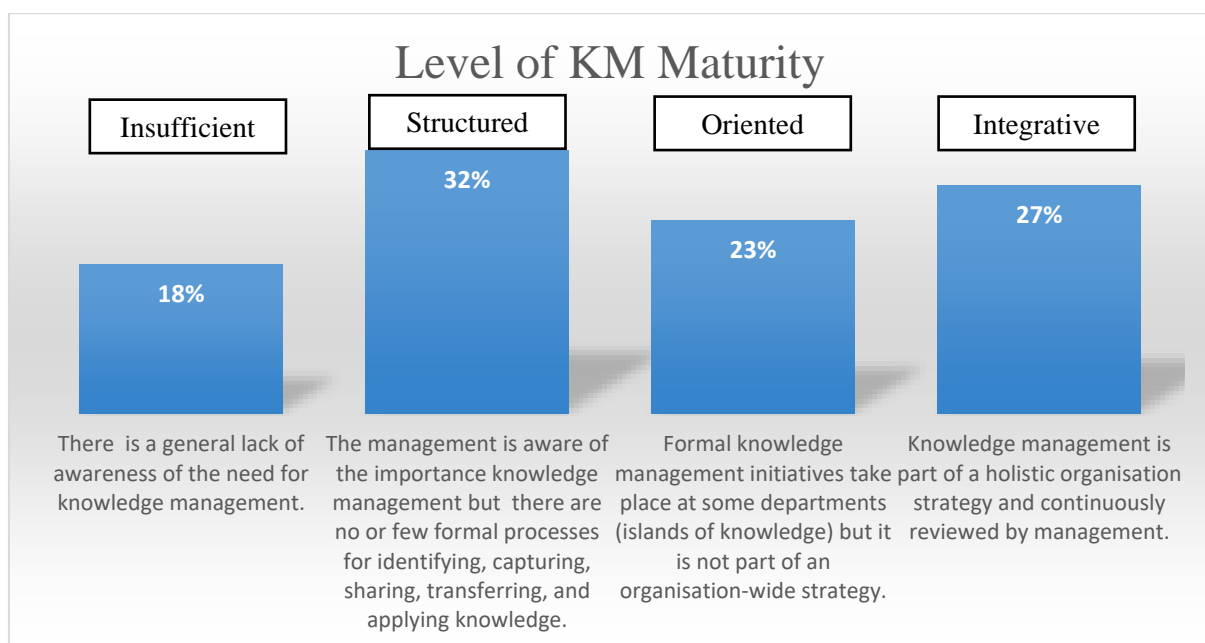 Level of KM Maturity
Insufficient
Structured
Oriented
Integrative
18%
32%
23%
27%
There is a general lack of
awareness of the need for
knowledge management.
The management is aware of
the importance knowledge
management but there are
no or few formal processes
for identifying, capturing,
sharing, transferring, and
applying knowledge.
Formal knowledge
management initiatives take
place at some departments
(islands of knowledge) but it
is not part of an
organisation-wide strategy.
Knowledge management is
part of a holistic organisation
strategy and continuously
reviewed by management.